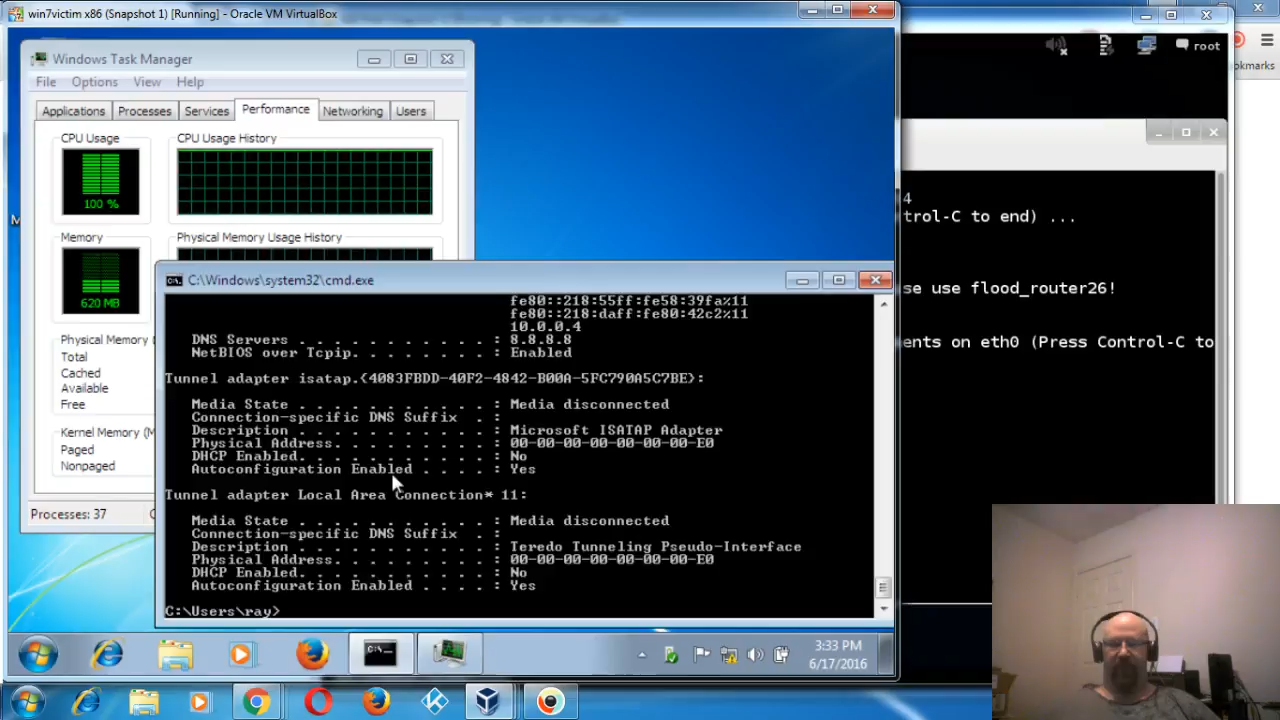 win7victim x86 (Snapshot 1) [Running] - Oracle VM VirtualBox
Windows Task Manager
File Options View Help
Applications Processes Services Performance Networking Users
CPU Usage
CPU Usage History
100 %
Memory
Physical Memory Usage History
620 MB
Physical Memory
Total
Cached
Available
Free
Kernel Memory (M
Paged
Nonpaged
Processes: 37
root
okmarks
4
trol-C to end) ...
se use flood_router26!
ents on eth0 (Press Control-C to
C:\Windows\system32\cmd.exe
fe80::218:55ff:fe58:39fa%11
fe80::218:daff:fe80:42c2%11
10.0.0.4
DNS Servers . . . . . . . . . . . : 8.8.8.8
NetBIOS over Tcpip. . . . . . . . : Enabled
Tunnel adapter isatap.{4083FBDD-40F2-4842-B00A-5FC790A5C7BE}:
Media State . . . . . . . . . . . : Media disconnected
Connection-specific DNS Suffix . :
Description . . . . . . . . . . . : Microsoft ISATAP Adapter
Physical Address. . . . . . . . . : 00-00-00-00-00-00-00-E0
DHCP Enabled. . . . . . . . . . . : No
Autoconfiguration Enabled . . . . : Yes
Tunnel adapter Local Area Connection* 11:
Media State . . . . . . . . . . . : Media disconnected
Connection-specific DNS Suffix . :
Description . . . . . . . . . . . : Teredo Tunneling Pseudo-Interface
Physical Address. . . . . . . . . : 00-00-00-00-00-00-00-E0
DHCP Enabled. . . . . . . . . . . : No
Autoconfiguration Enabled . . . . : Yes
C:\Users\ray>
3:33 PM
6/17/2016